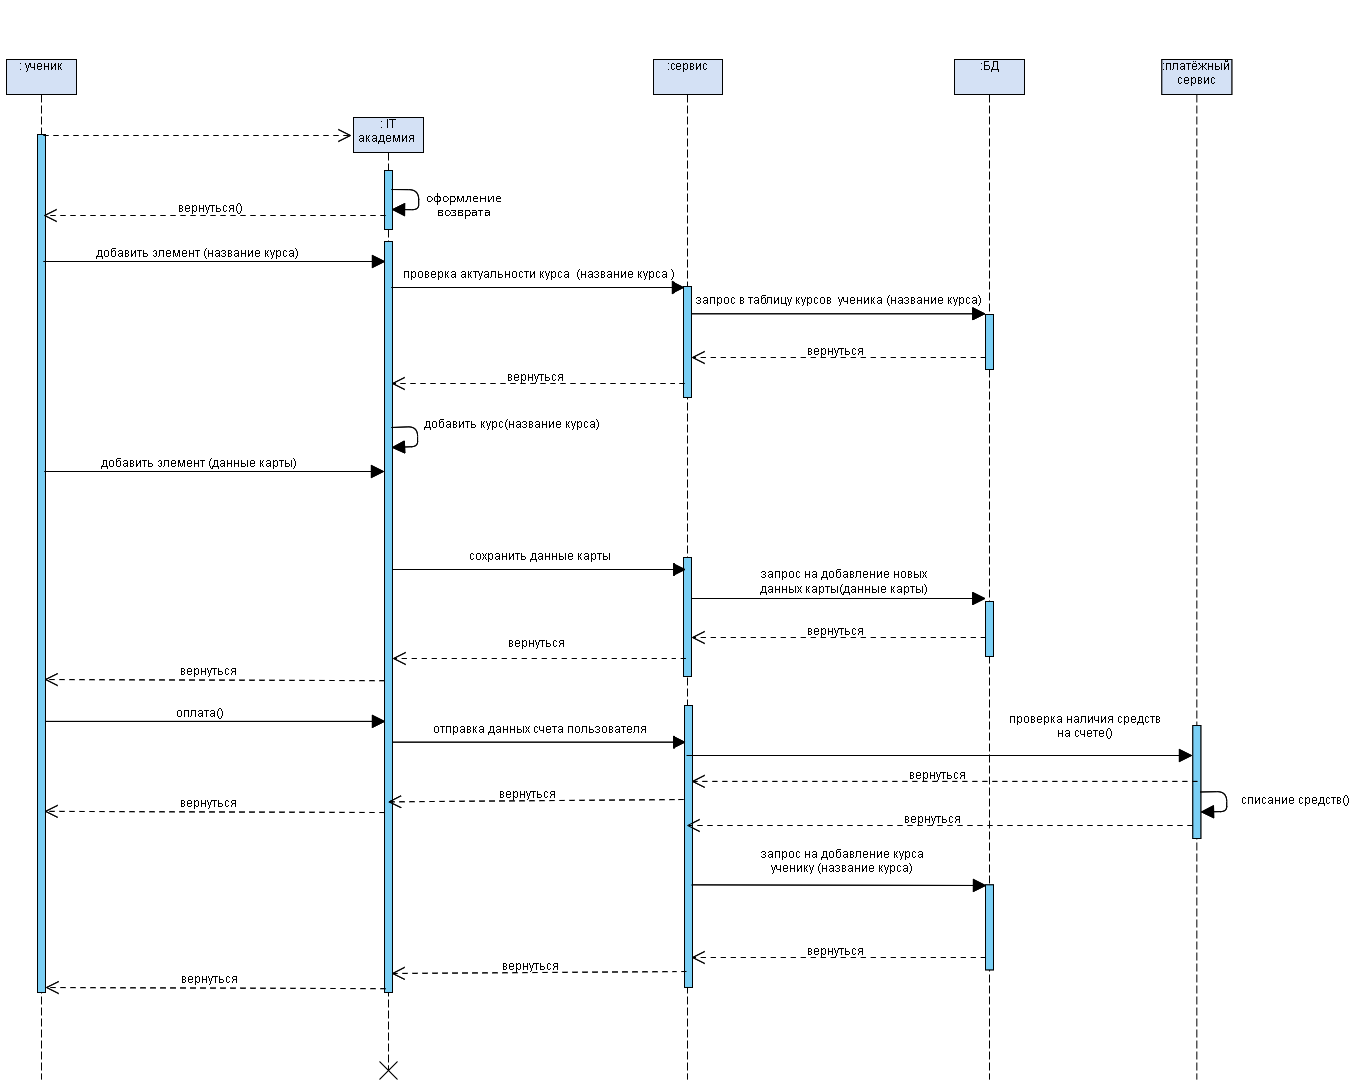 : ученик
:сервис
:БД
:платёжный
сервис
: IT
академия
оформление
возврата
вернуться()
добавить элемент (название курса)
проверка актуальности курса (название курса )
запрос в таблицу курсов ученика (название курса)
вернуться
вернуться
добавить курс(название курса)
добавить элемент (данные карты)
сохранить данные карты
запрос на добавление новых
данных карты(данные карты)
вернуться
вернуться
вернуться
оплата()
отправка данных счета пользователя
проверка наличия средств
на счете()
вернуться
вернуться
вернуться
списание средств()
вернуться
запрос на добавление курса
ученику (название курса)
вернуться
вернуться
вернуться